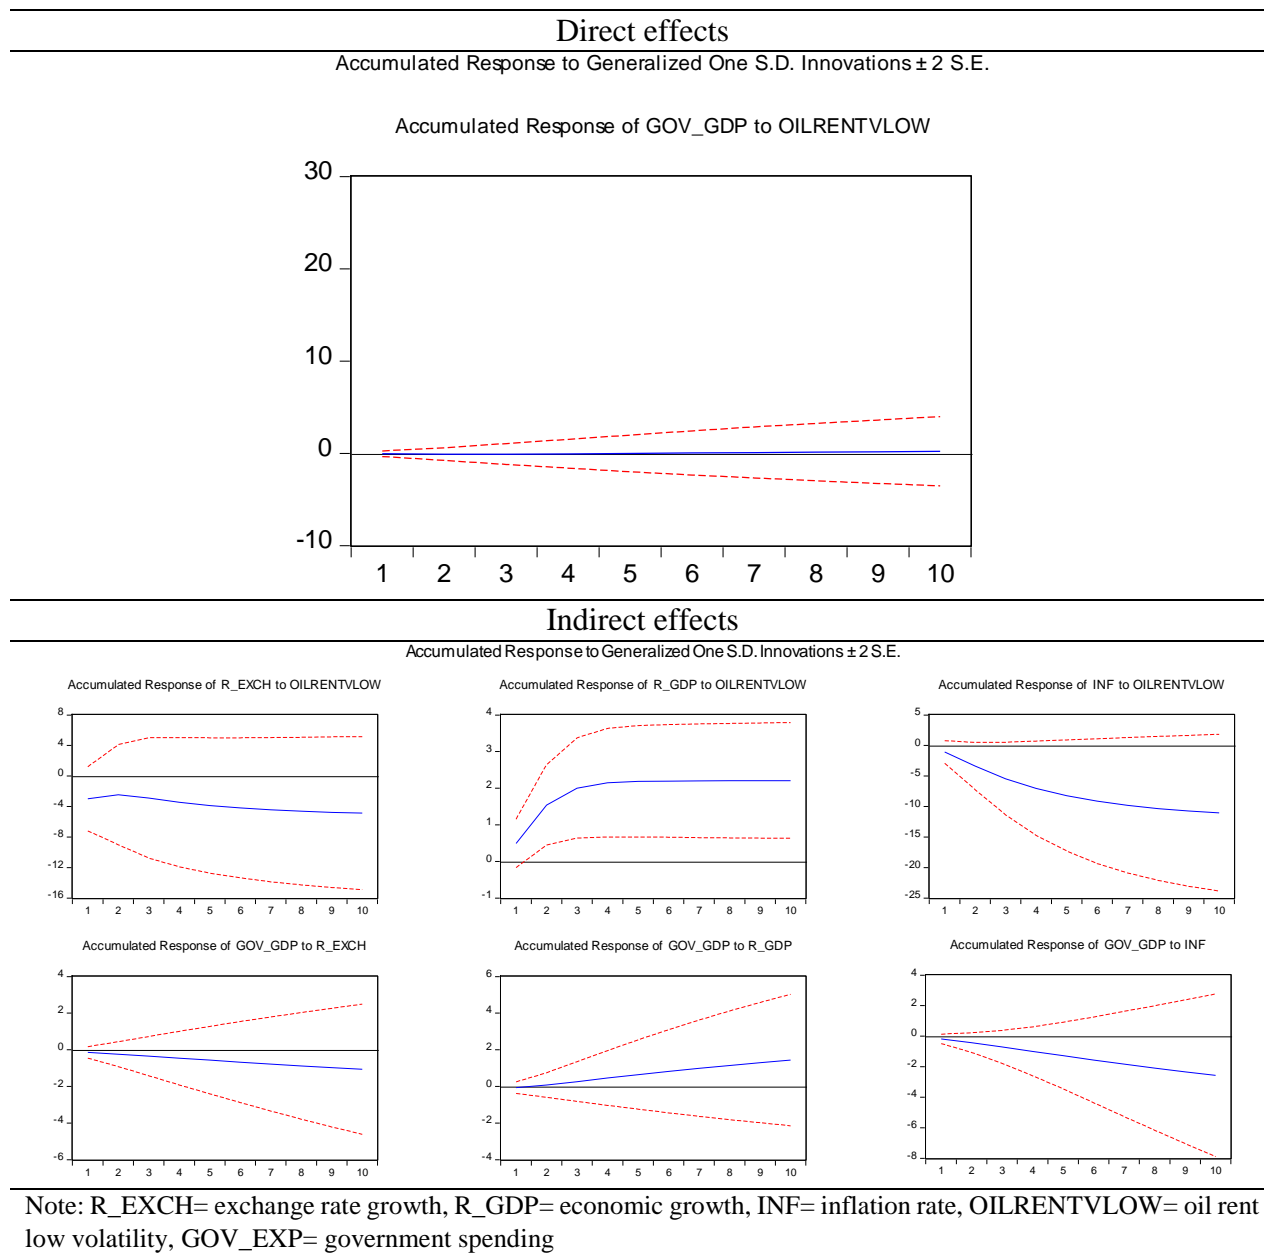 Direct effects
Accumulated Response to Generalized One S.D. Innovations ± 2 S.E.
Accumulated Response of GOV_GDP to OILRENTVLOW
30
20
10
0
-10
1 2 3 4 5 6 7 8 9 10
Indirect effects
Accumulated Response to Generalized One S.D. Innovations ± 2 S.E.
Accumulated Response of R_EXCH to OILRENTVLOW
8
4
0
-4
-8
-12
-16
1 2 3 4 5 6 7 8 9 10
Accumulated Response of R_GDP to OILRENTVLOW
4
3
2
1
0
-1
1 2 3 4 5 6 7 8 9 10
Accumulated Response of INF to OILRENTVLOW
5
0
-5
-10
-15
-20
-25
1 2 3 4 5 6 7 8 9 10
Accumulated Response of GOV_GDP to R_EXCH
4
2
0
-2
-4
-6
1 2 3 4 5 6 7 8 9 10
Accumulated Response of GOV_GDP to R_GDP
6
4
2
0
-2
-4
1 2 3 4 5 6 7 8 9 10
Accumulated Response of GOV_GDP to INF
4
2
0
-2
-4
-6
-8
1 2 3 4 5 6 7 8 9 10
Note: R_EXCH= exchange rate growth, R_GDP= economic growth, INF= inflation rate, OILRENTVLOW= oil rent
low volatility, GOV_EXP= government spending